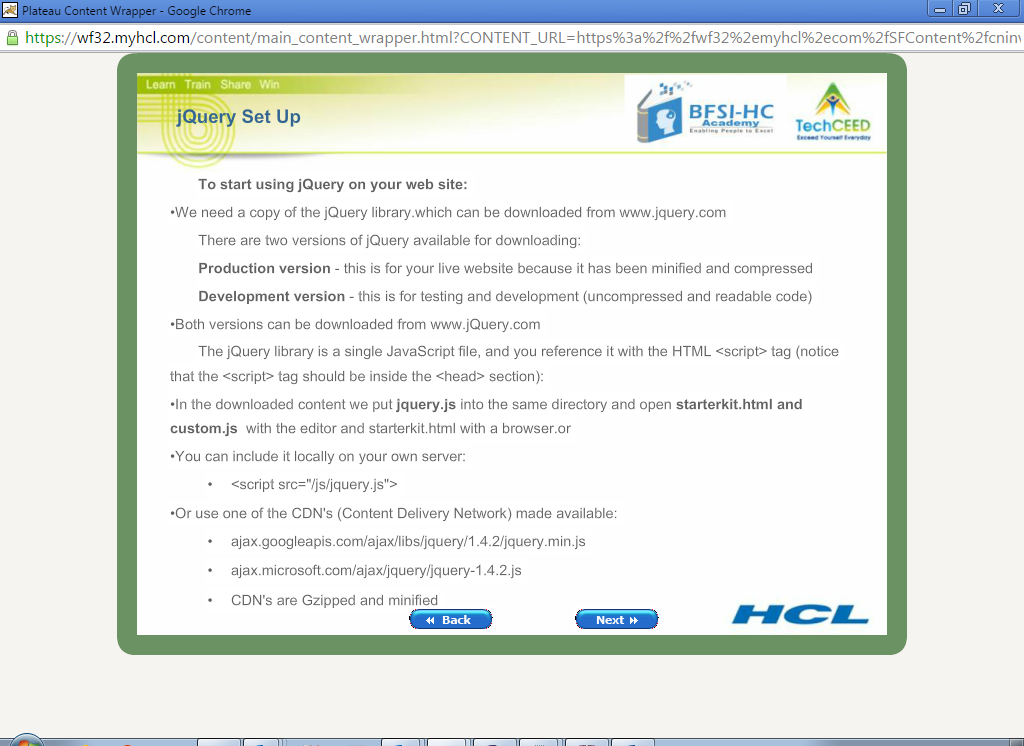 Plateau Content Wrapper - Google Chrome
https://wf32.myhcl.com/content/main_content_wrapper.html?CONTENT_URL=https%3a%2f%2fwf32%2emyhcl%2ecom%2fSFContent%2fcninv
Learn Train Share Win
jQuery Set Up
BFSI-HC
Academy
Enabling People to Excel
TechCEED
Exceed Yourself Everyday
To start using jQuery on your web site:
•We need a copy of the jQuery library.which can be downloaded from www.jquery.com
There are two versions of jQuery available for downloading:
Production version - this is for your live website because it has been minified and compressed
Development version - this is for testing and development (uncompressed and readable code)
•Both versions can be downloaded from www.jQuery.com
The jQuery library is a single JavaScript file, and you reference it with the HTML <script> tag (notice
that the <script> tag should be inside the <head> section):
•In the downloaded content we put jquery.js into the same directory and open starterkit.html and
custom.js with the editor and starterkit.html with a browser.or
•You can include it locally on your own server:
• <script src="/js/jquery.js">
•Or use one of the CDN's (Content Delivery Network) made available:
• ajax.googleapis.com/ajax/libs/jquery/1.4.2/jquery.min.js
• ajax.microsoft.com/ajax/jquery/jquery-1.4.2.js
• CDN's are Gzipped and minified
Back
Next
HCL